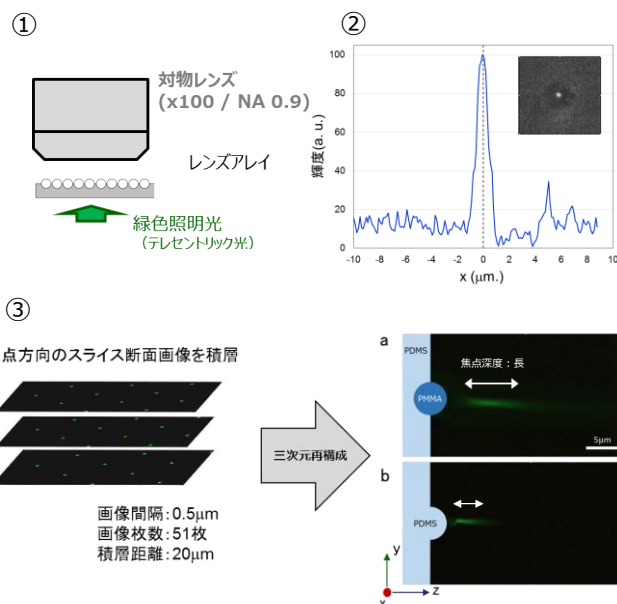 ①
対物レンズ
(x100 / NA 0.9)
レンズアレイ
緑色照明光
(テレセントリック光)
②
100
80
60
40
20
0
輝度(a. u.)
-10 -8 -6 -4 -2 0 2 4 6 8 10
x (μm.)
③
点方向のスライス断面画像を積層
画像間隔:0.5μm
画像枚数:51枚
積層距離:20μm
三次元再構成
a
PDMS
焦点深度:長
PMMA
5μm
b
PDMS
y
z
x